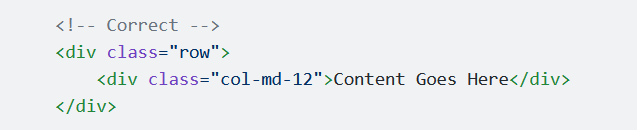 <!-- Correct -->
<div class="row">
    <div class="col-md-12">Content Goes Here</div>
</div>